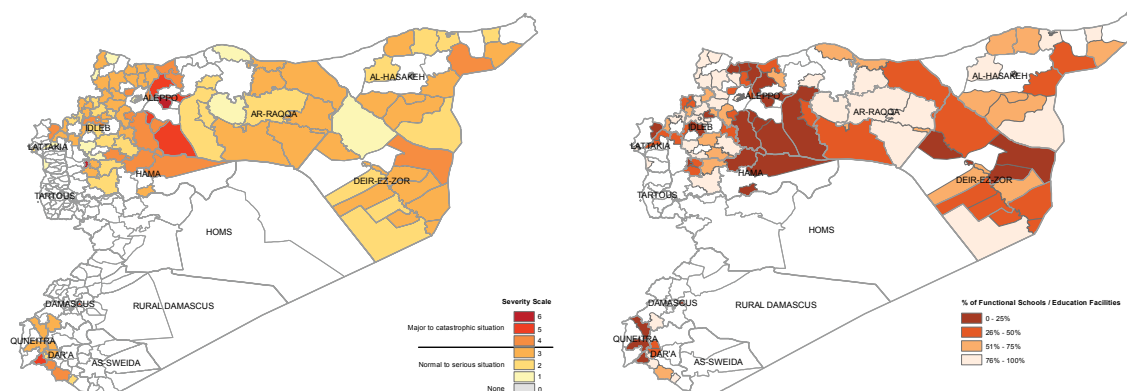 AL-HASAKEH
ALEPPO
AR-RAQQA
IDLEB
LATTAKIA
HAMA
DEIR-EZ-ZOR
TARTOUS
HOMS
DAMASCUS
RURAL DAMASCUS
QUNEITRA
DAR'A
AS-SWEIDA
Severity Scale
6
Major to catastrophic situation
5
4
3
Normal to serious situation
2
1
None
0
AL-HASAKEH
ALEPPO
AR-RAQQA
IDLEB
LATTAKIA
HAMA
DEIR-EZ-ZOR
TARTOUS
HOMS
DAMASCUS
RURAL DAMASCUS
QUNEITRA
DAR'A
AS-SWEIDA
% of Functional Schools / Education Facilities
0 - 25%
26% - 50%
51% - 75%
76% - 100%